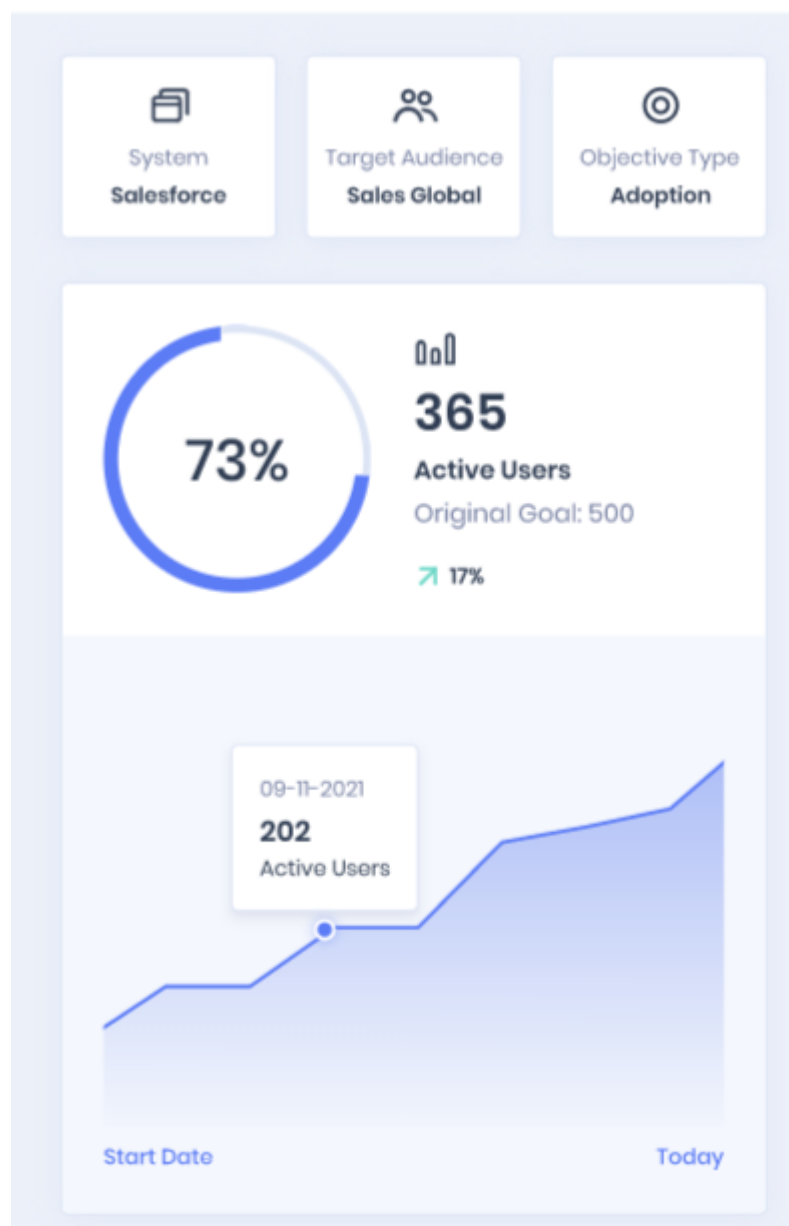 System
Salesforce
Target Audience
Sales Global
Objective Type
Adoption
73%
365
Active Users
Original Goal: 500
17%
09-11-2021
202
Active Users
Start Date
Today